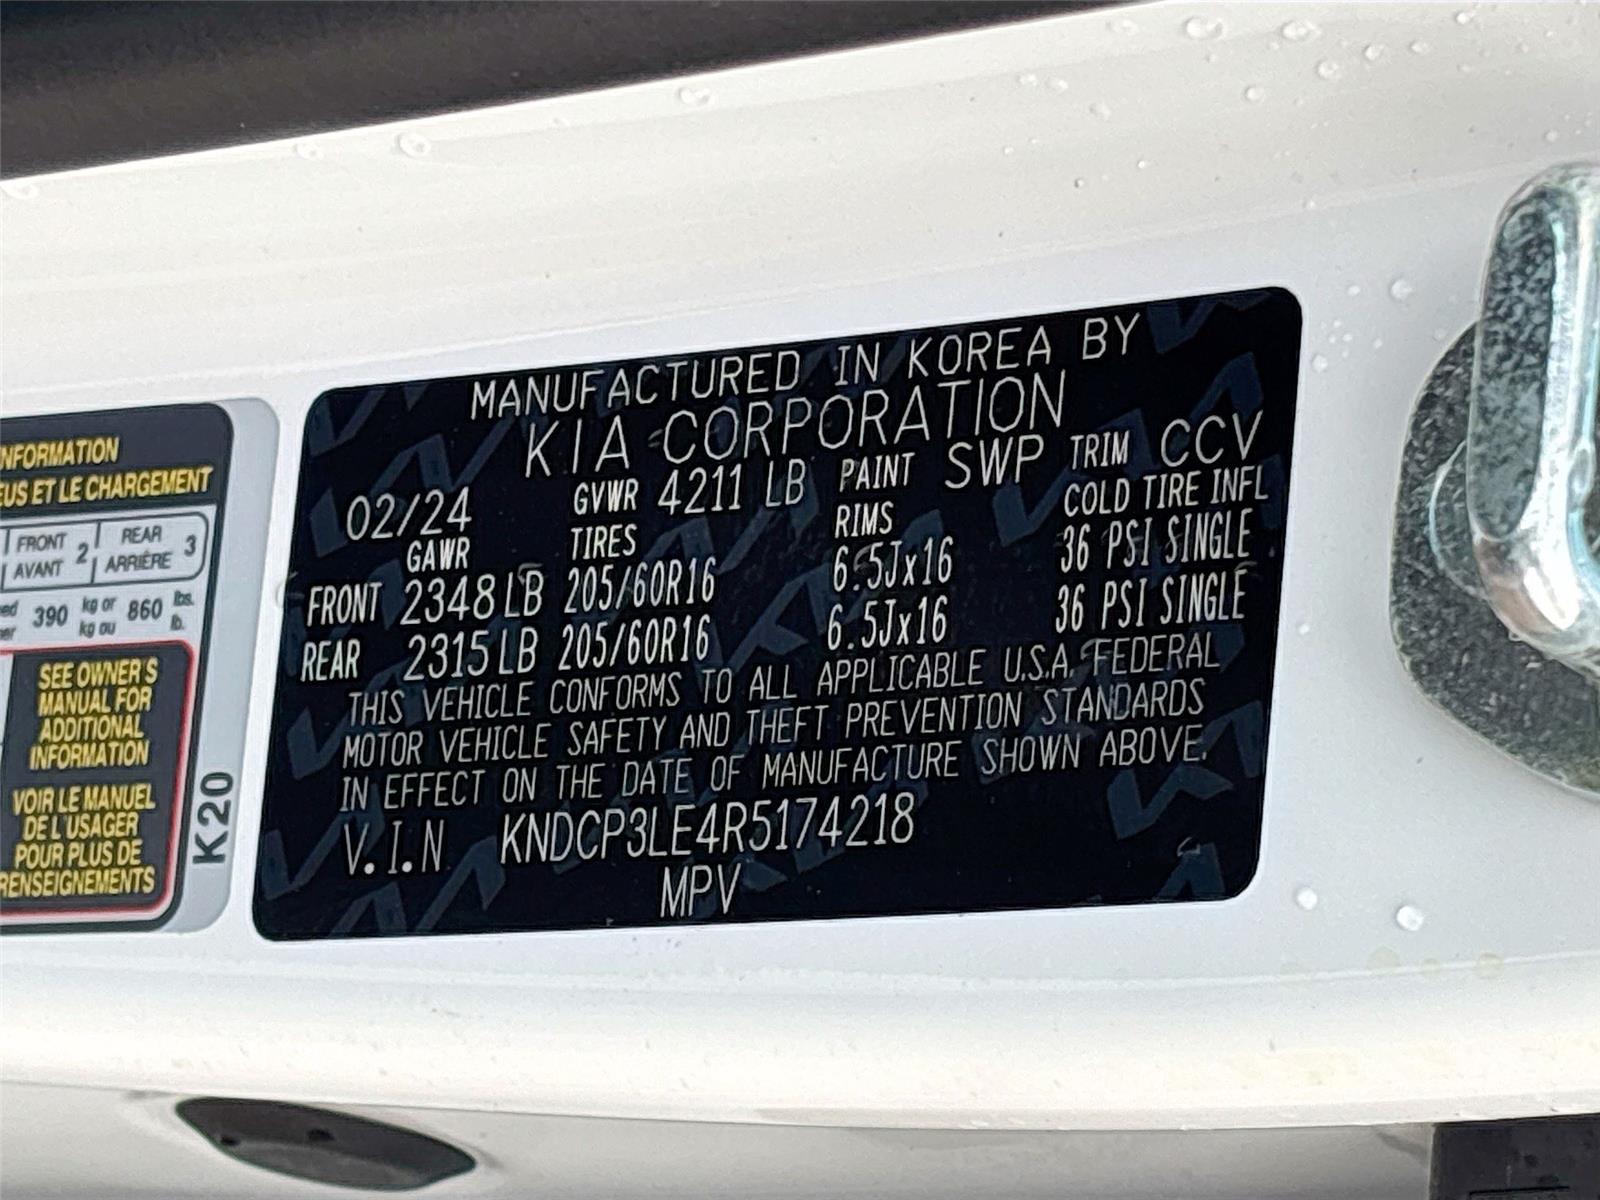 MANUFACTURED IN KOREA BY
KIA CORPORATION
02/24 GVWR 4211 LB PAINT SWP TRIM CCV
GAWR TIRES RIMS COLD TIRE INFL
FRONT 2348 LB 205/60R16 6.5Jx16 36 PSI SINGLE
REAR 2315 LB 205/60R16 6.5Jx16 36 PSI SINGLE
THIS VEHICLE CONFORMS TO ALL APPLICABLE U.S.A. FEDERAL
MOTOR VEHICLE SAFETY AND THEFT PREVENTION STANDARDS
IN EFFECT ON THE DATE OF MANUFACTURE SHOWN ABOVE.
V.I.N KNDCP3LE4R5174218
MPV
NFORMATION
EUS ET LE CHARGEMENT
FRONT AVANT 2 REAR ARRIÈRE 3
390 kg or 860 lbs.
kg ou lb.
SEE OWNER'S
MANUAL FOR
ADDITIONAL
INFORMATION
VOIR LE MANUEL
DE L'USAGER
POUR PLUS DE
RENSEIGNEMENTS
K20